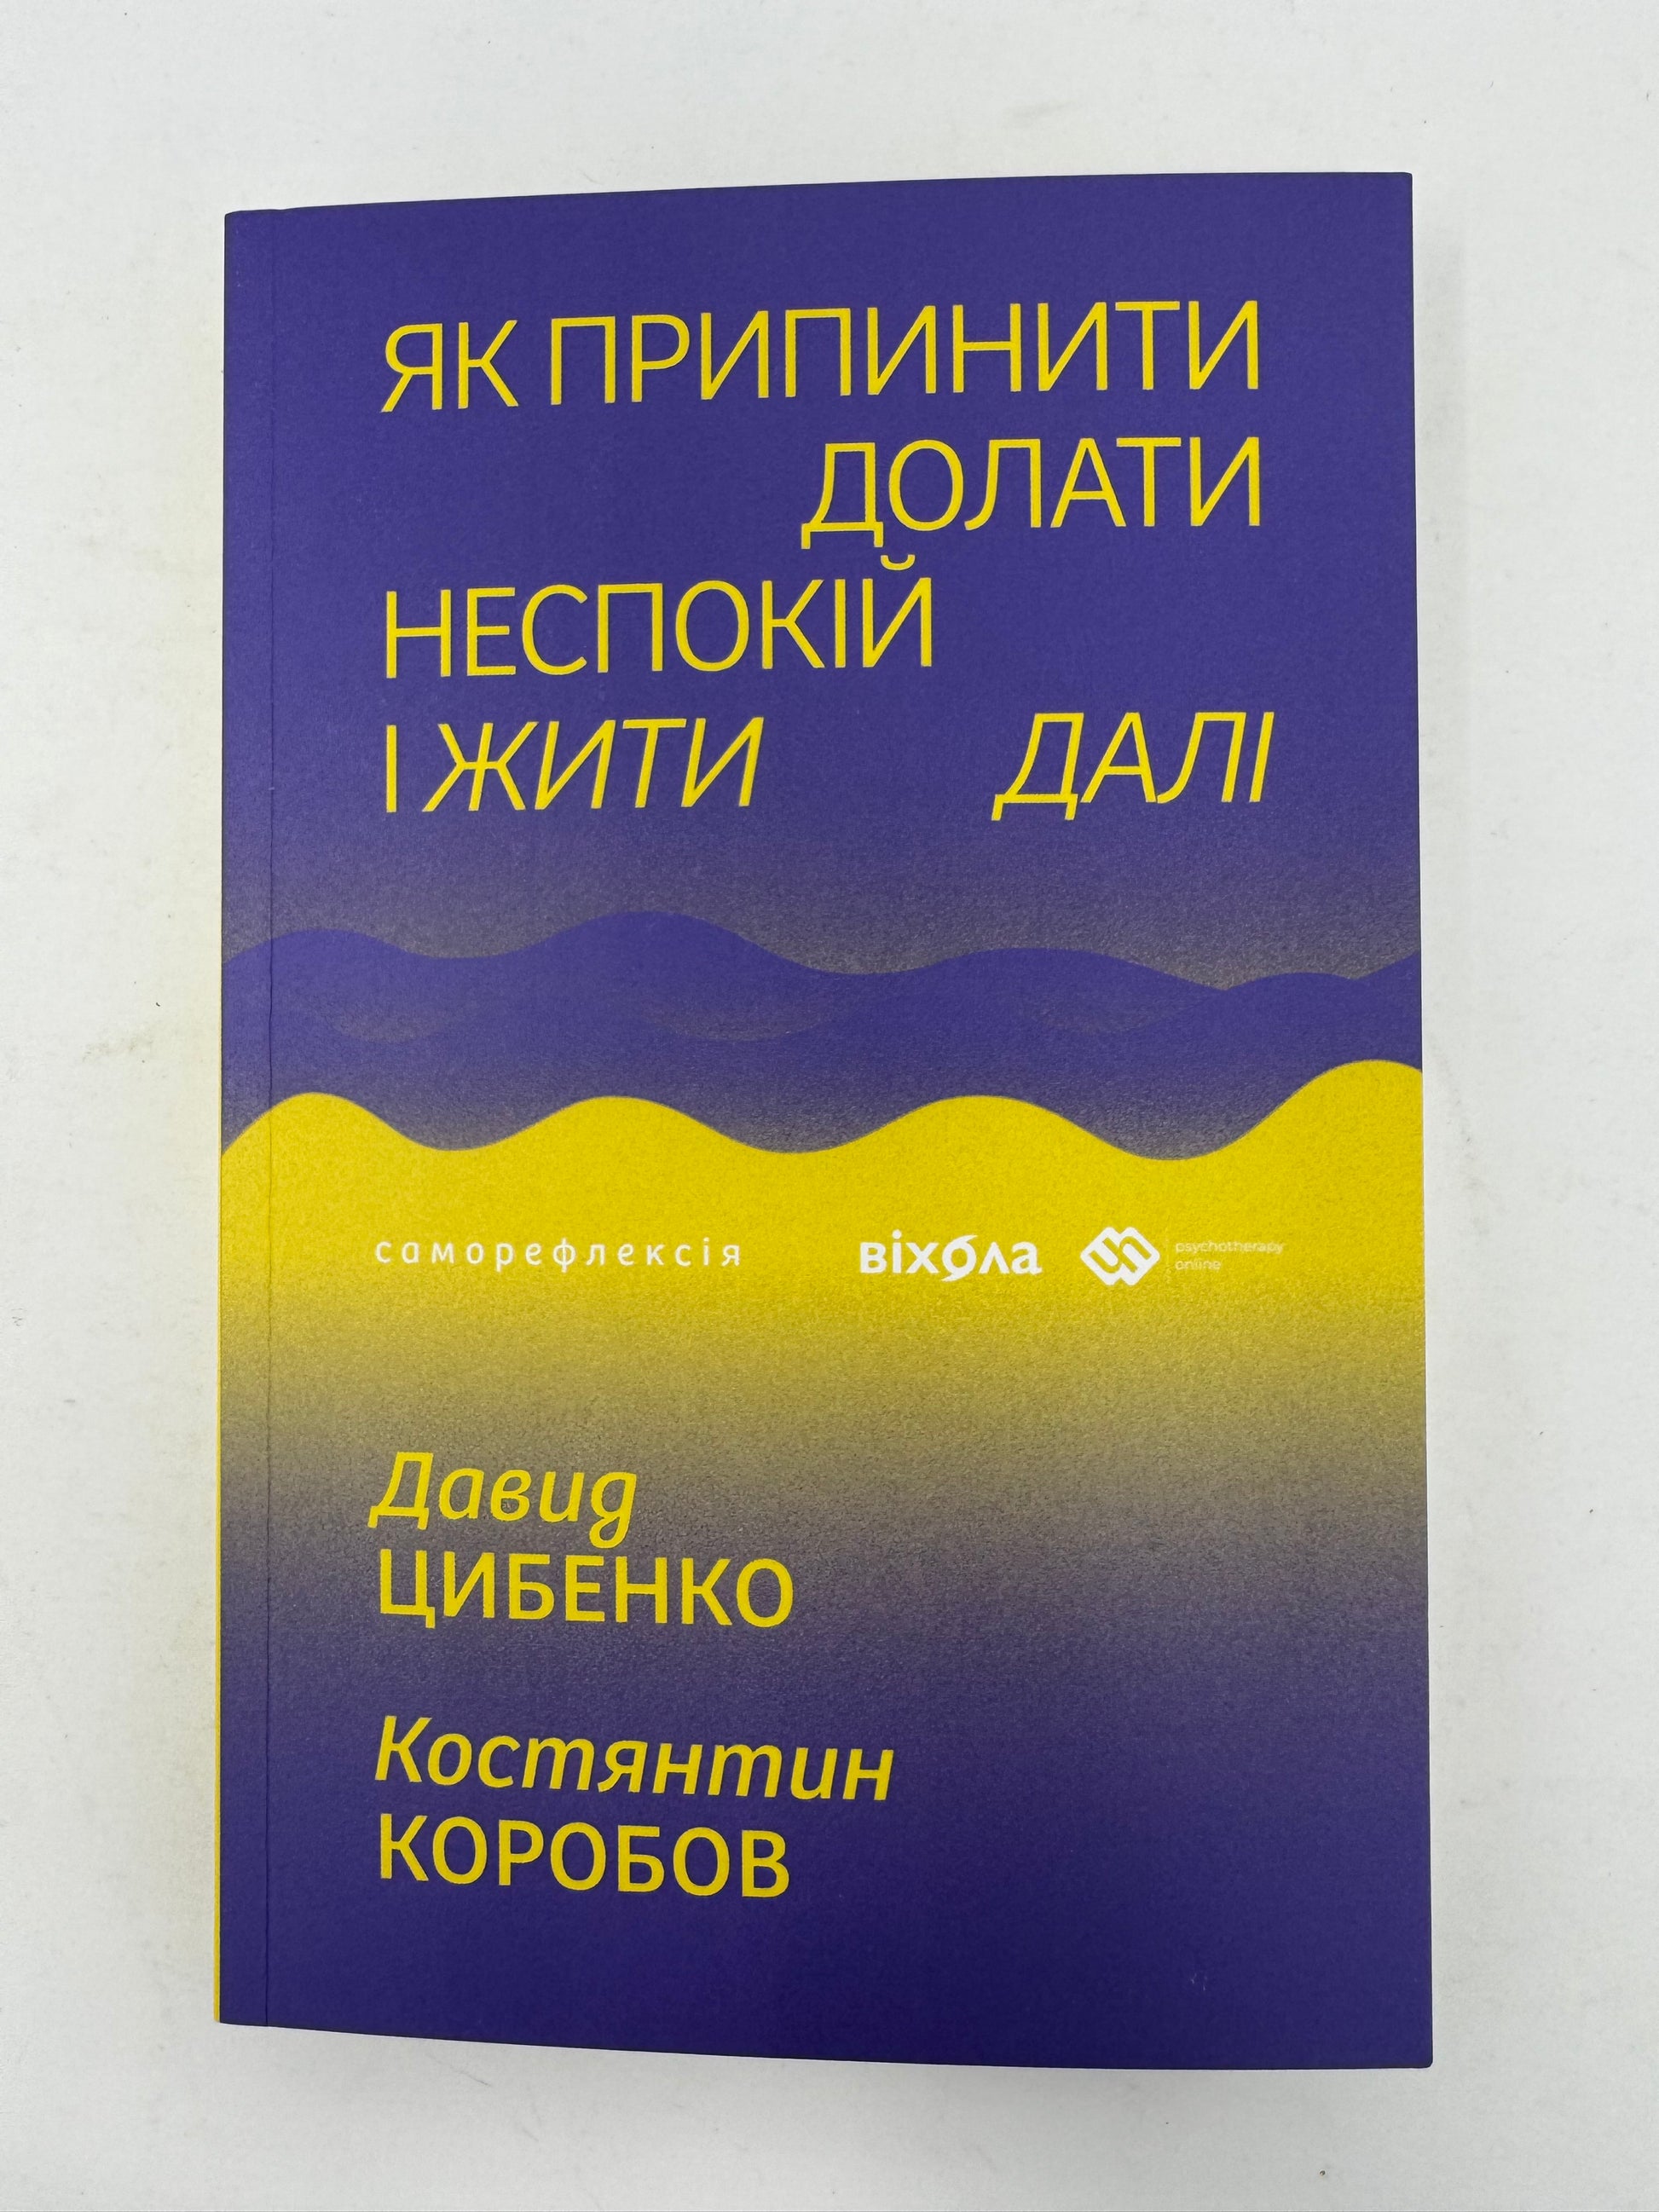 ЯК ПРИПИНИТИ
ДОЛАТИ
НЕСПОКІЙ
І ЖИТИ ДАЛІ
саморефлексія віхола psychotherapy
online
Давид
ЦИБЕНКО
Костянтин
КОРОБОВ